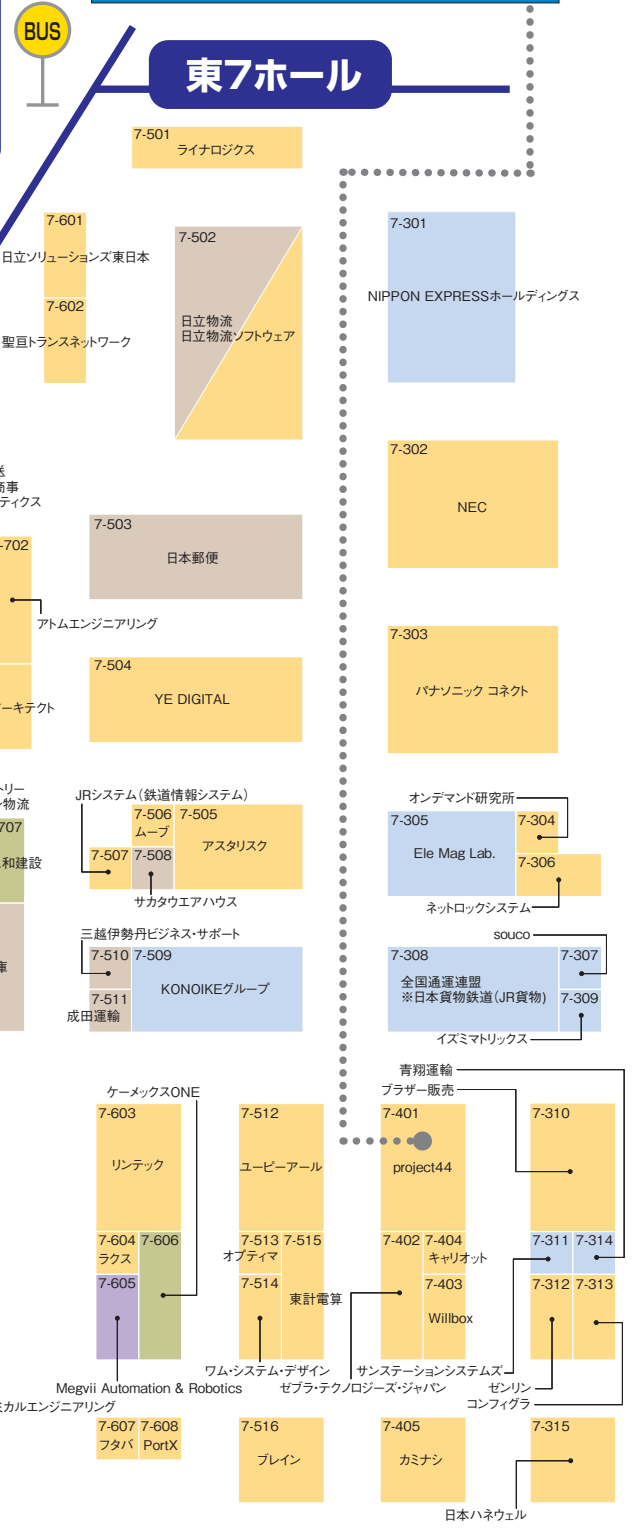 BUS
東7ホール
7-501
ライナロジクス
7-601
日立ソリューションズ東日本
7-602
聖亘トランスネットワーク
7-502
日立物流
日立物流ソフトウェア
7-301
NIPPON EXPRESSホールディングス
7-302
NEC
送
商事
ティクス
-702
アトムエンジニアリング
7-503
日本郵便
7-303
パナソニック コネクト
7-504
YE DIGITAL
ーキテクト
トリー
物流
707
和建設
庫
JRシステム（鉄道情報システム）
7-506
ムーブ
7-505
アスタリスク
7-507
7-508
サカタウエアハウス
オンデマンド研究所
7-305
Ele Mag Lab.
7-304
7-306
ネットロックシステム
三越伊勢丹ビジネス・サポート
7-510
7-509
KONOIKEグループ
7-511
成田運輸
souco
7-308
全国通運連盟
※日本貨物鉄道（JR貨物）
7-307
7-309
イズミマトリックス
青翔運輸
ブラザー販売
ケーメックスONE
7-603
リンテック
7-512
ユーピーアール
7-401
project44
7-310
7-604
ラクス
7-606
7-605
7-513
オプティマ
7-515
東計電算
7-514
7-402
7-404
キャリオット
7-403
Willbox
7-311
7-314
7-312
7-313
ワム・システム・デザイン
サンステーションシステムズ
Megvii Automation & Robotics
ゼブラ・テクノロジーズ・ジャパン
ゼンリン
コンフィグラ
ミカルエンジニアリング
7-607
フタバ
7-608
PortX
7-516
ブレイン
7-405
カミナシ
7-315
日本ハネウェル